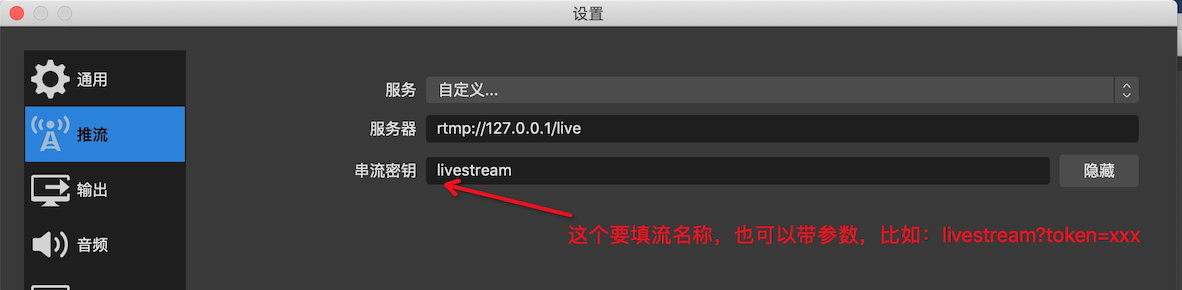 设置
通用
推流
输出
音频
服务 自定义...
服务器 rtmp://127.0.0.1/live
串流密钥 livestream 隐藏
这个要填流名称，也可以带参数，比如：livestream?token=xxx